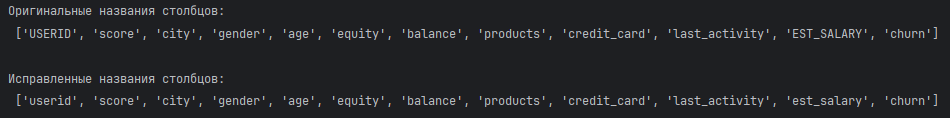 Оригинальные названия столбцов:
['USERID', 'score', 'city', 'gender', 'age', 'equity', 'balance', 'products', 'credit_card', 'last_activity', 'EST_SALARY', 'churn']
Исправленные названия столбцов:
['userid', 'score', 'city', 'gender', 'age', 'equity', 'balance', 'products', 'credit_card', 'last_activity', 'est_salary', 'churn']